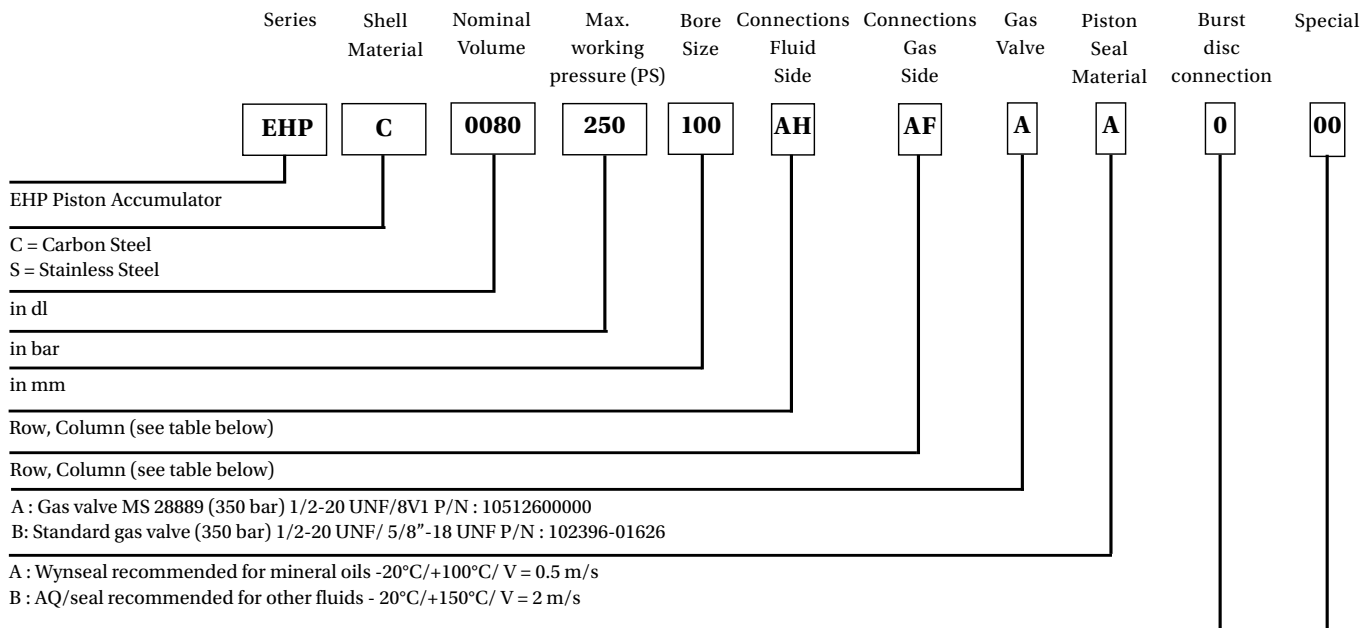 Series Shell Nominal Max. Bore Connections Connections Gas Piston Burst Special
Material Volume working Size Fluid Gas Valve Seal disc
pressure (PS) Side Side Material connection
EHP C 0080 250 100 AH AF A A 0 00
EHP Piston Accumulator
C = Carbon Steel
S = Stainless Steel
in dl
in bar
in mm
Row, Column (see table below)
Row, Column (see table below)
A : Gas valve MS 28889 (350 bar) 1/2-20 UNF/8V1 P/N : 10512600000
B: Standard gas valve (350 bar) 1/2-20 UNF/ 5/8”-18 UNF P/N : 102396-01626
A : Wynseal recommended for mineral oils -20°C/+100°C/ V = 0.5 m/s
B : AQ/seal recommended for other fluids - 20°C/+150°C/ V = 2 m/s